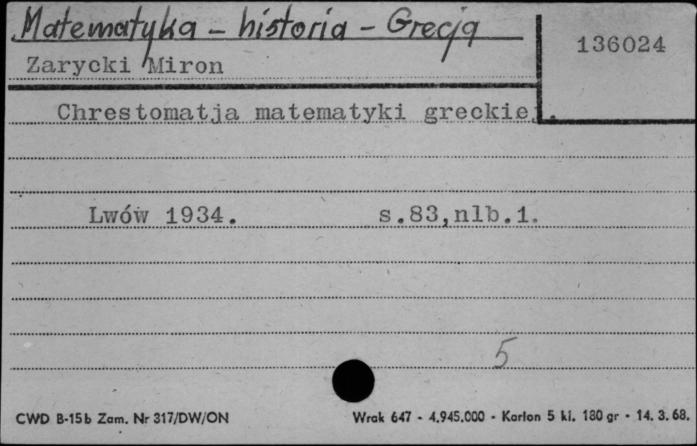 Matematyka – historia – Grecja
136024
Zarycki Miron
Chrestomatja matematyki greckiej.
Lwów 1934. s.83,nlb.1.
5
CWD B-15b Zam. Nr 317/DW/ON Wrak 647 - 4.945.000 - Karton 5 kl. 180 gr - 14. 3. 68.